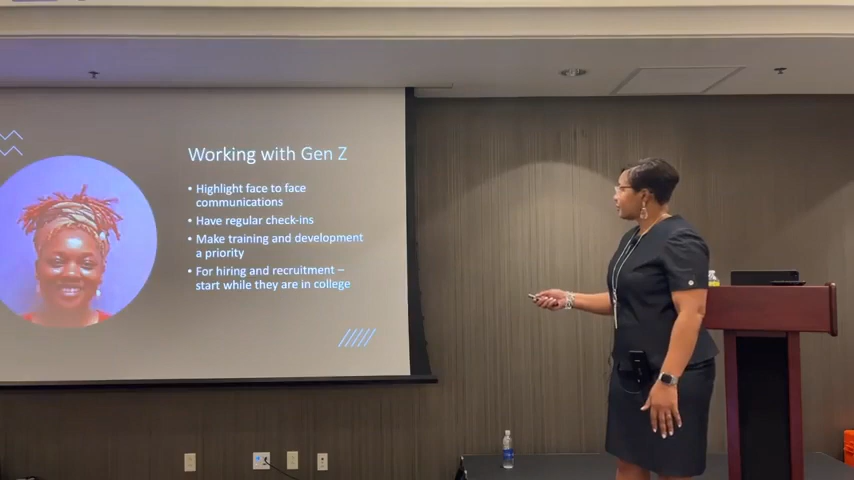 Working with Gen Z
• Highlight face to face
communications
• Have regular check-ins
• Make training and development
a priority
• For hiring and recruitment –
start while they are in college